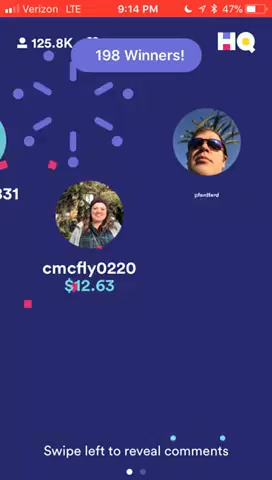 Verizon LTE 9:14 PM 47%
125.8K
198 Winners!
HQ
331
pfordford
cmcfly0220
$12.63
Swipe left to reveal comments